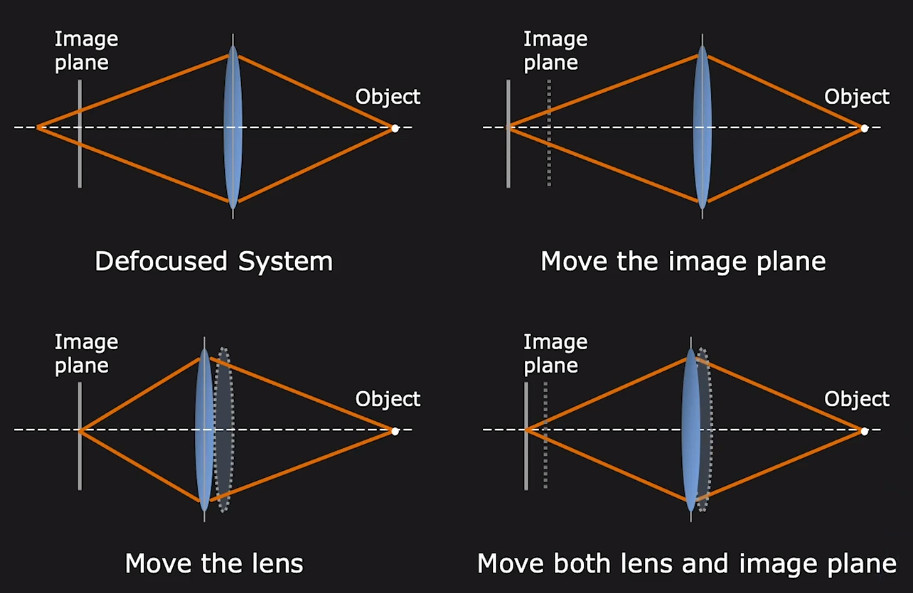 Image
plane
Object
Defocused System
Image
plane
Object
Move the image plane
Image
plane
Object
Move the lens
Image
plane
Object
Move both lens and image plane